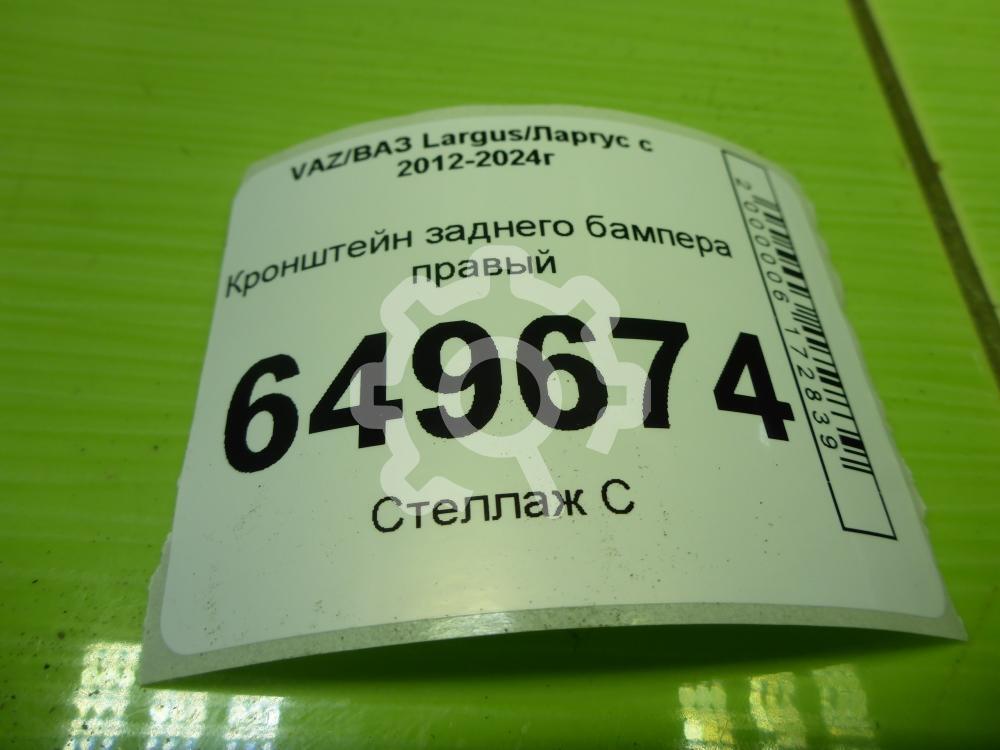 VAZ/ВАЗ Largus/Ларгус с
2012-2024г
Кронштейн заднего бампера
правый
649674
Стеллаж С
2000006172839